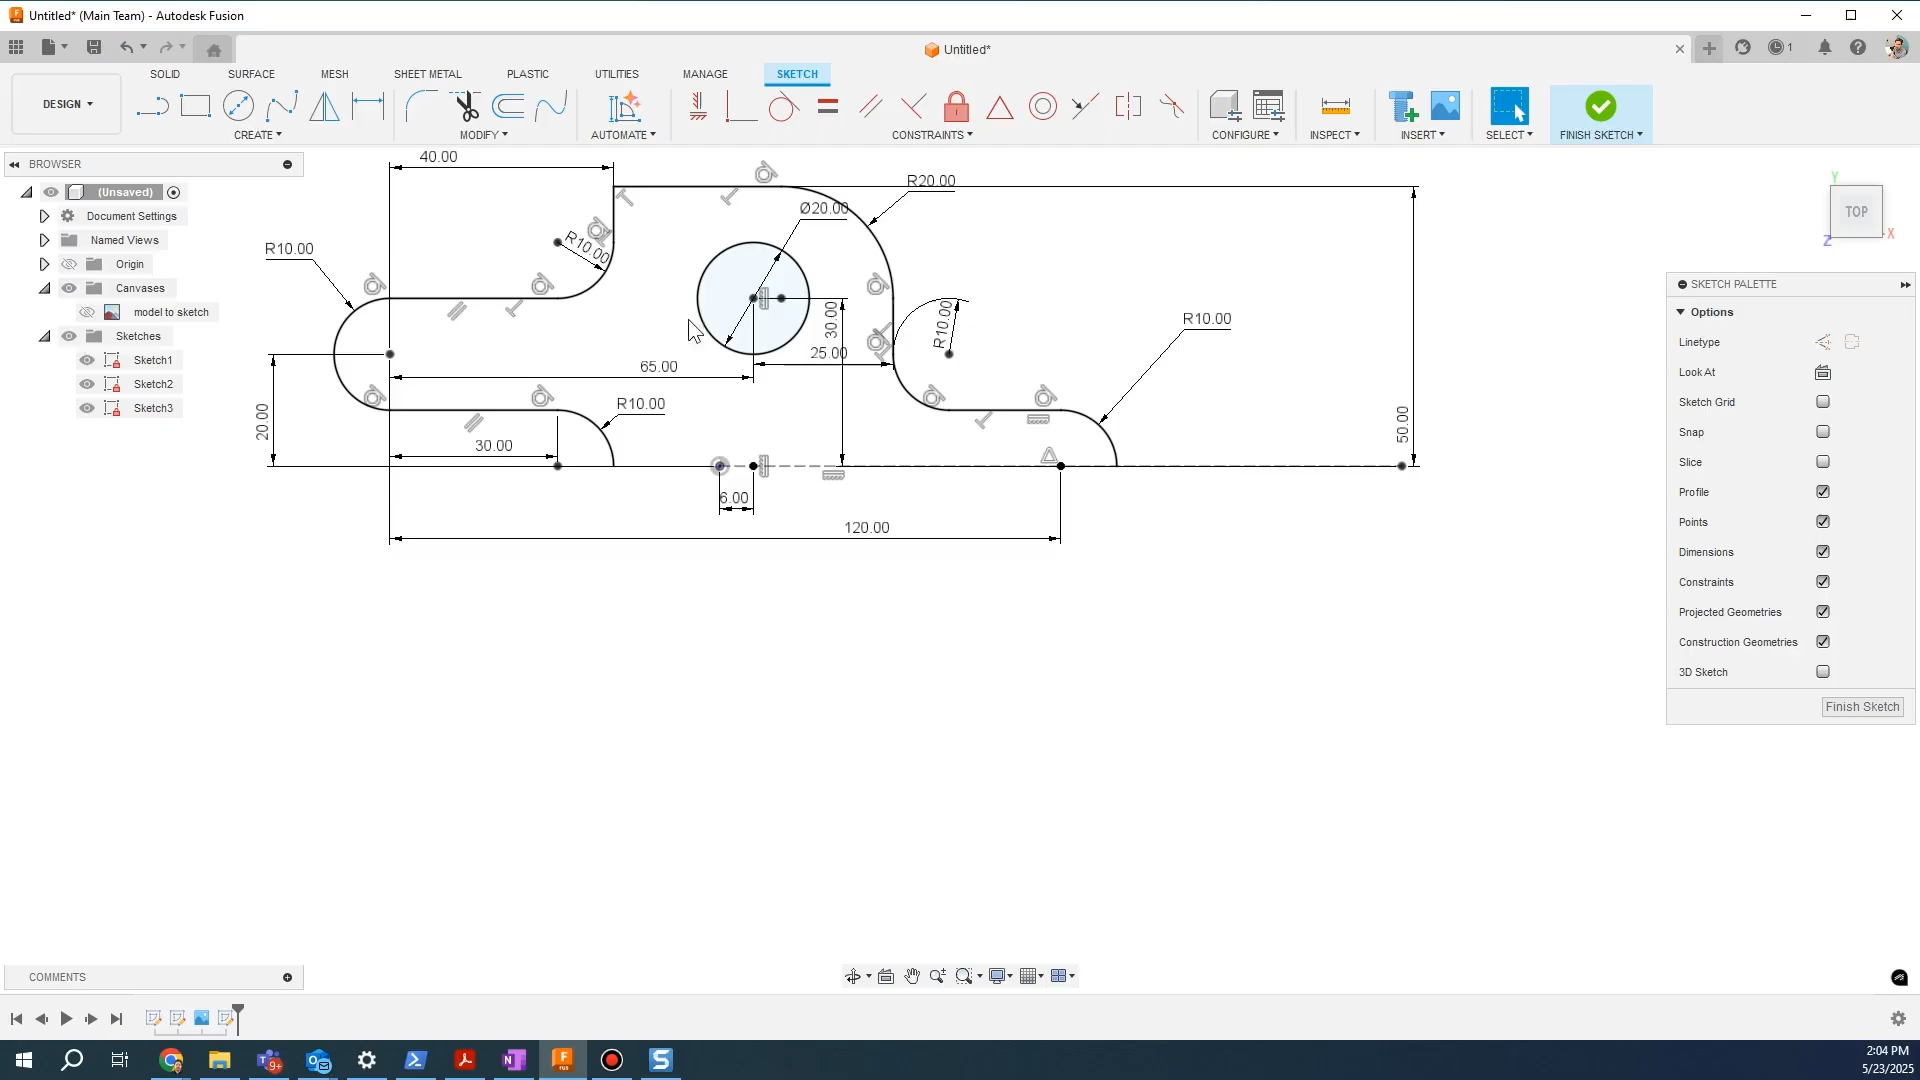 Untitled* (Main Team) - Autodesk Fusion
Untitled*
1
DESIGN
SOLID SURFACE MESH SHEET METAL PLASTIC UTILITIES MANAGE SKETCH
CREATE MODIFY AUTOMATE CONSTRAINTS CONFIGURE INSPECT INSERT SELECT FINISH SKETCH
BROWSER
(Unsaved)
Document Settings
Named Views
Origin
Canvases
model to sketch
Sketches
Sketch1
Sketch2
Sketch3
40.00
R20.00
Ø20.00
R10.00
R10.00
30.00
R10.00
R10.00
25.00
65.00
R10.00
20.00
30.00
50.00
6.00
120.00
Y
TOP
Z
X
SKETCH PALETTE
Options
Linetype
Look At
Sketch Grid
Snap
Slice
Profile
Points
Dimensions
Constraints
Projected Geometries
Construction Geometries
3D Sketch
Finish Sketch
COMMENTS
9+
F
FUS
S
2:04 PM
5/23/2025